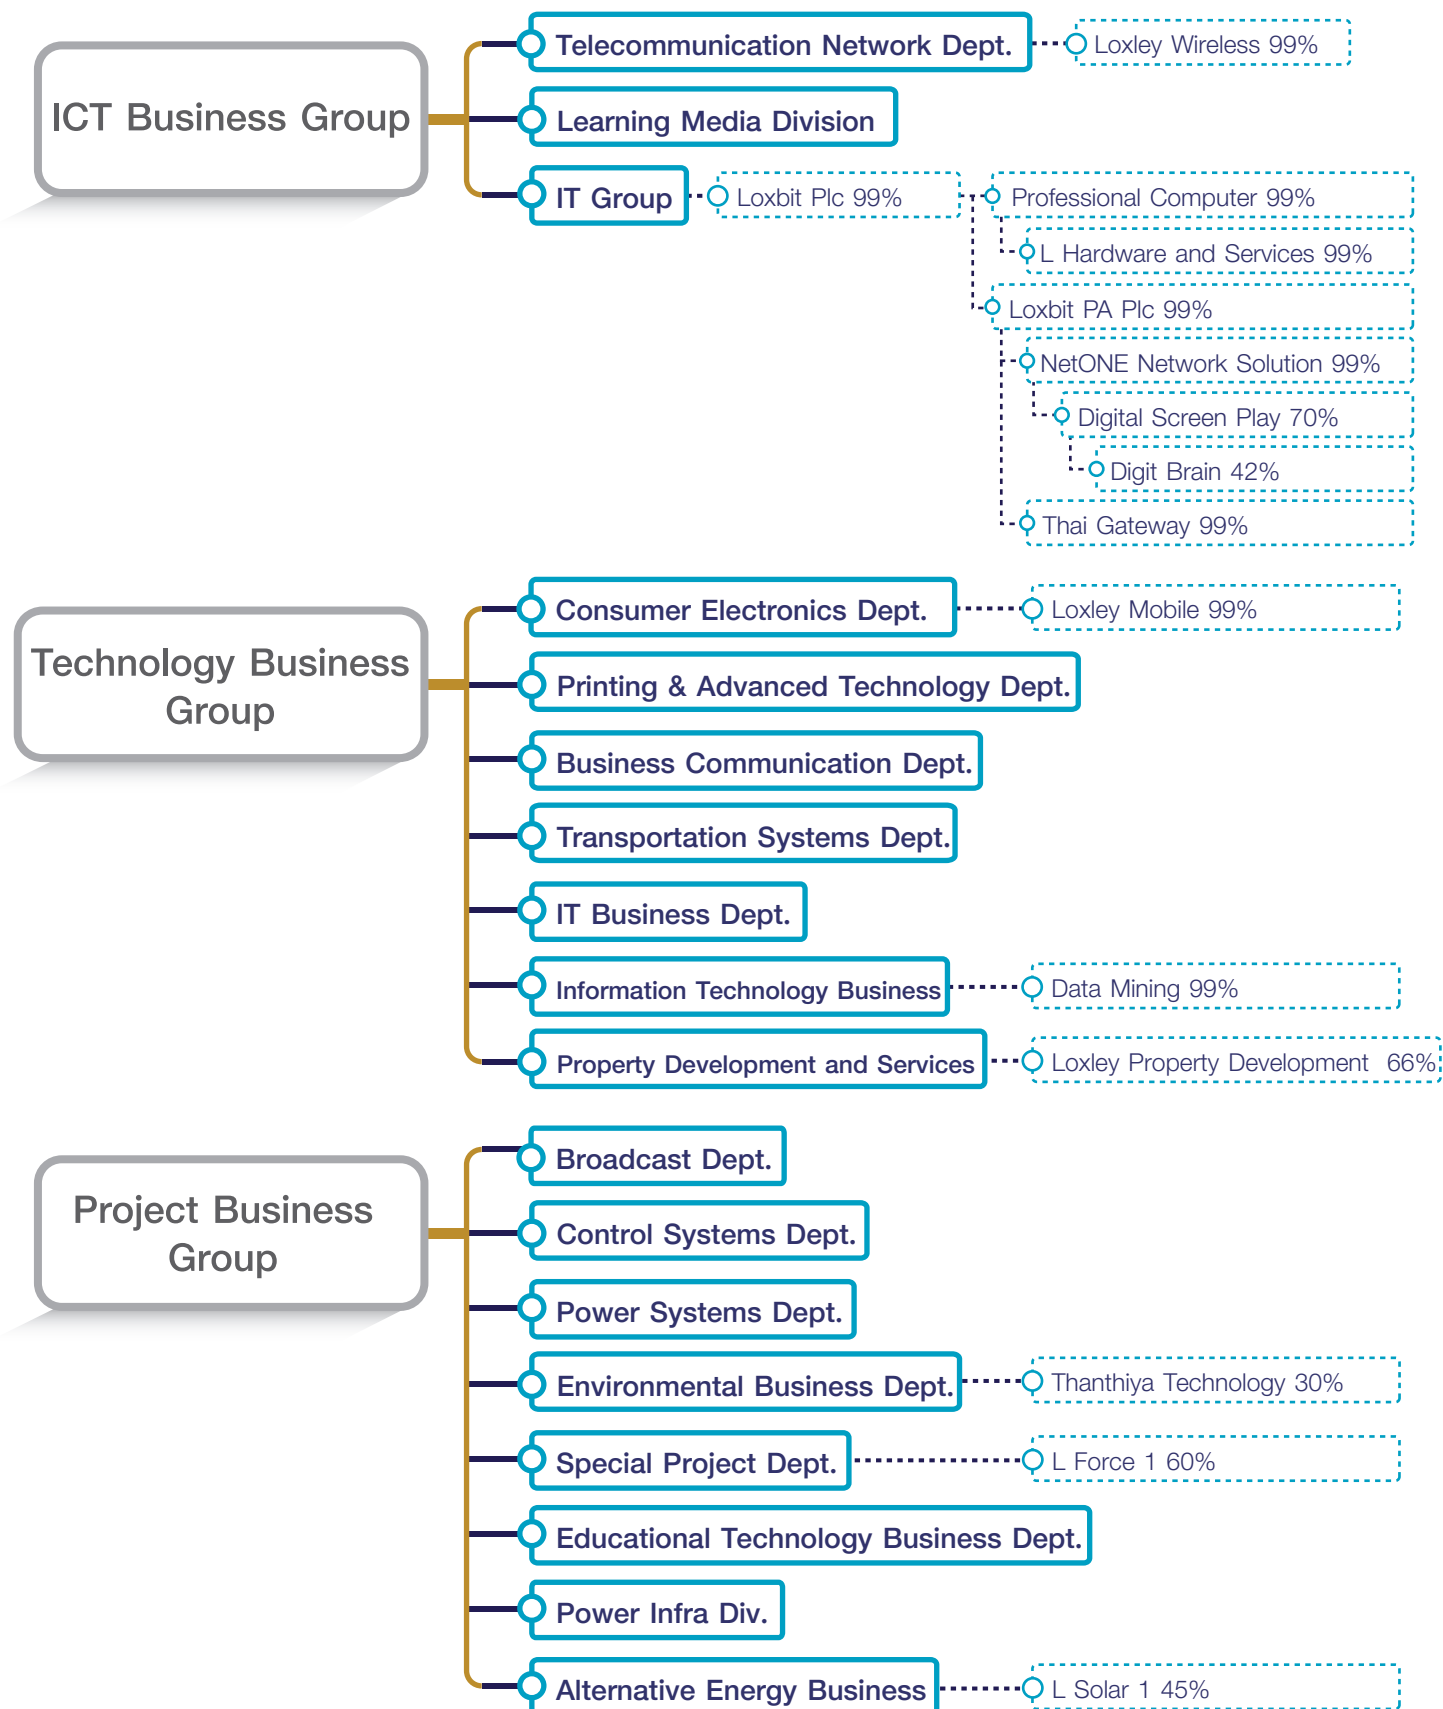 ICT Business Group
Telecommunication Network Dept.
Loxley Wireless 99%
Learning Media Division
IT Group
Loxbit Plc 99%
Professional Computer 99%
L Hardware and Services 99%
Loxbit PA Plc 99%
NetONE Network Solution 99%
Digital Screen Play 70%
Digit Brain 42%
Thai Gateway 99%
Technology Business
Group
Consumer Electronics Dept.
Loxley Mobile 99%
Printing & Advanced Technology Dept.
Business Communication Dept.
Transportation Systems Dept.
IT Business Dept.
Information Technology Business
Data Mining 99%
Property Development and Services
Loxley Property Development 66%
Project Business
Group
Broadcast Dept.
Control Systems Dept.
Power Systems Dept.
Environmental Business Dept.
Thanthiya Technology 30%
Special Project Dept.
L Force 1 60%
Educational Technology Business Dept.
Power Infra Div.
Alternative Energy Business
L Solar 1 45%